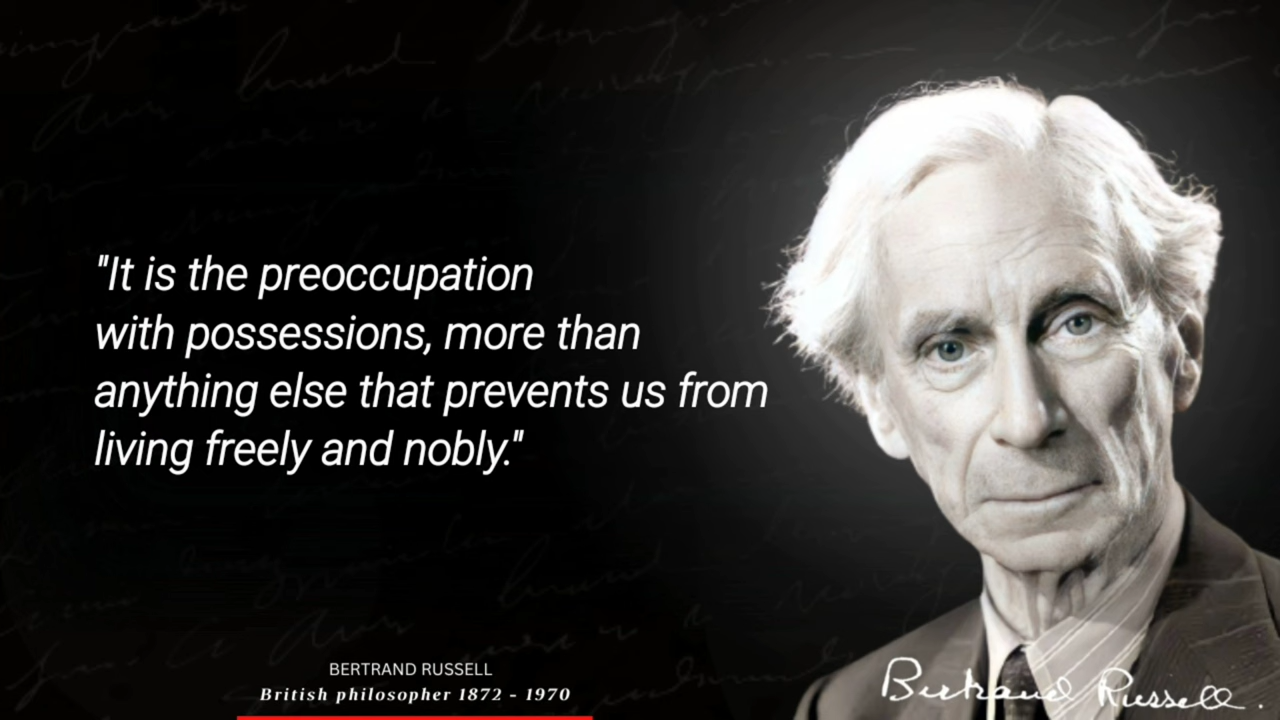 "It is the preoccupation
with possessions, more than
anything else that prevents us from
living freely and nobly."
BERTRAND RUSSELL
British philosopher 1872 - 1970
Bertrand Russell.